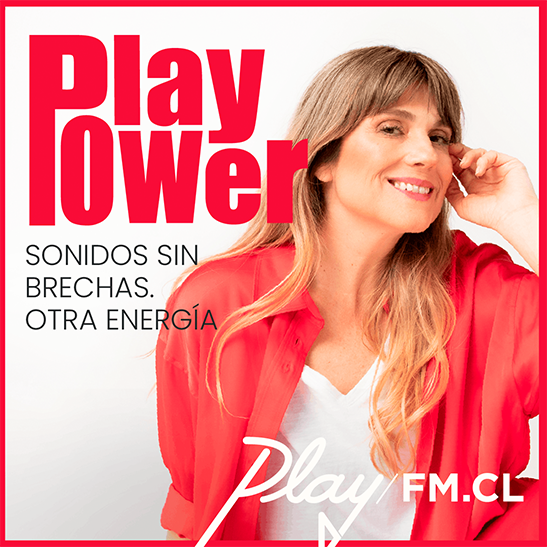 Play
Power
SONIDOS SIN
BRECHAS.
OTRA ENERGÍA
Play/FM.CL